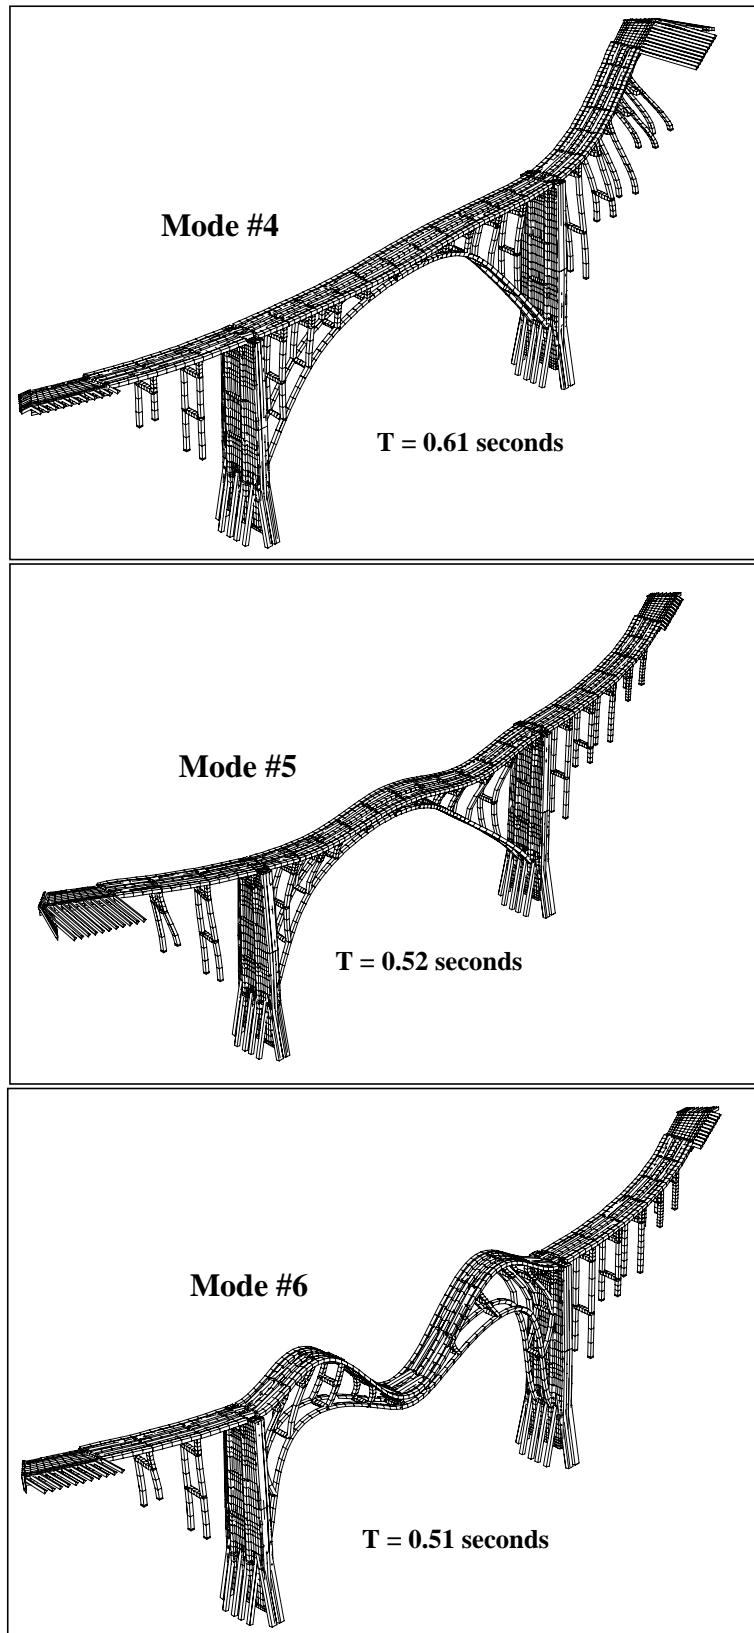 Mode #4
T = 0.61 seconds
Mode #5
T = 0.52 seconds
Mode #6
T = 0.51 seconds